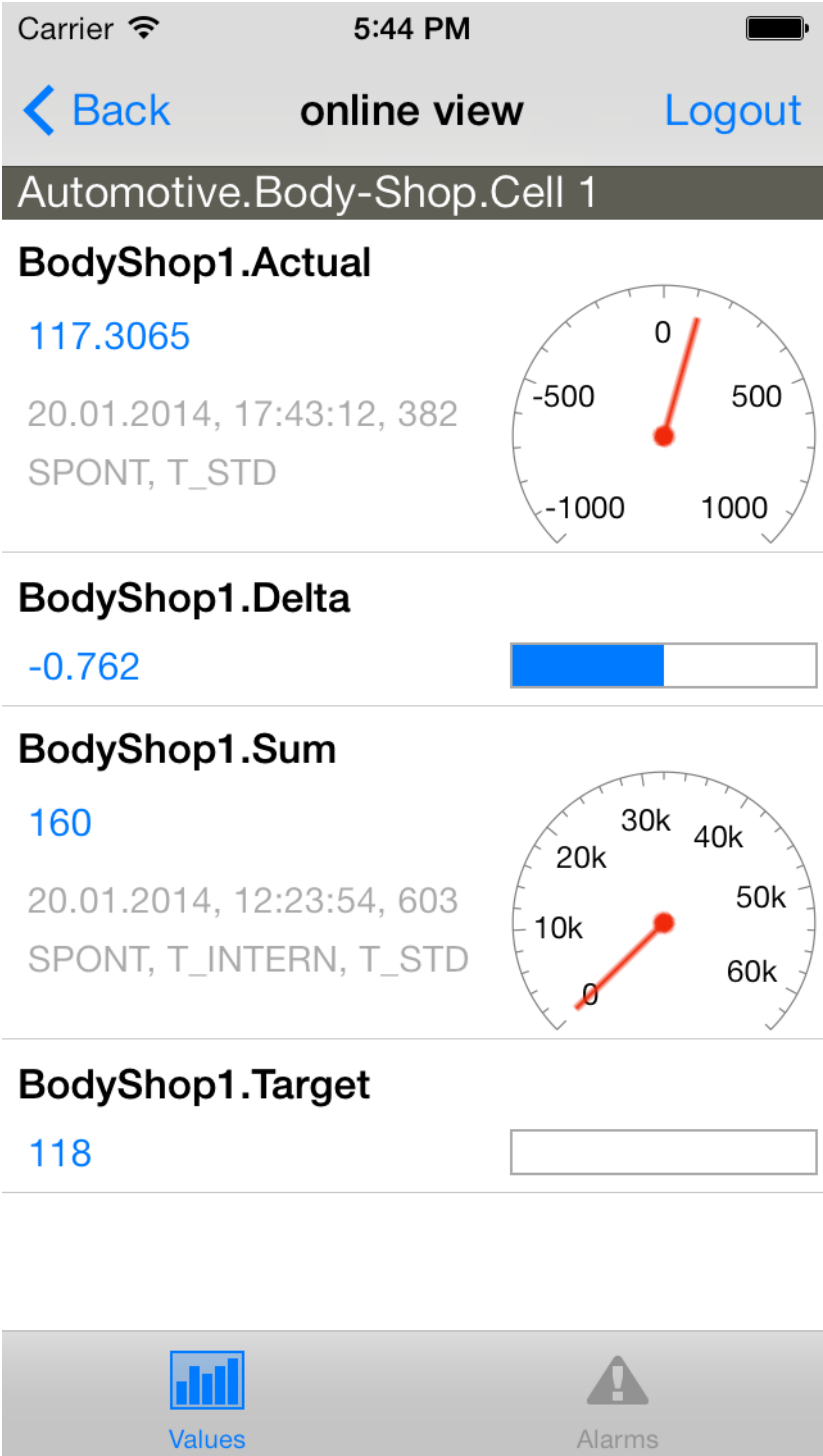 Carrier 5:44 PM
Back online view Logout
Automotive.Body-Shop.Cell 1
BodyShop1.Actual
117.3065
20.01.2014, 17:43:12, 382
SPONT, T_STD
0
-500 500
-1000 1000
BodyShop1.Delta
-0.762
BodyShop1.Sum
160
20.01.2014, 12:23:54, 603
SPONT, T_INTERN, T_STD
30k 40k
20k
50k
10k
60k
0
BodyShop1.Target
118
Values Alarms